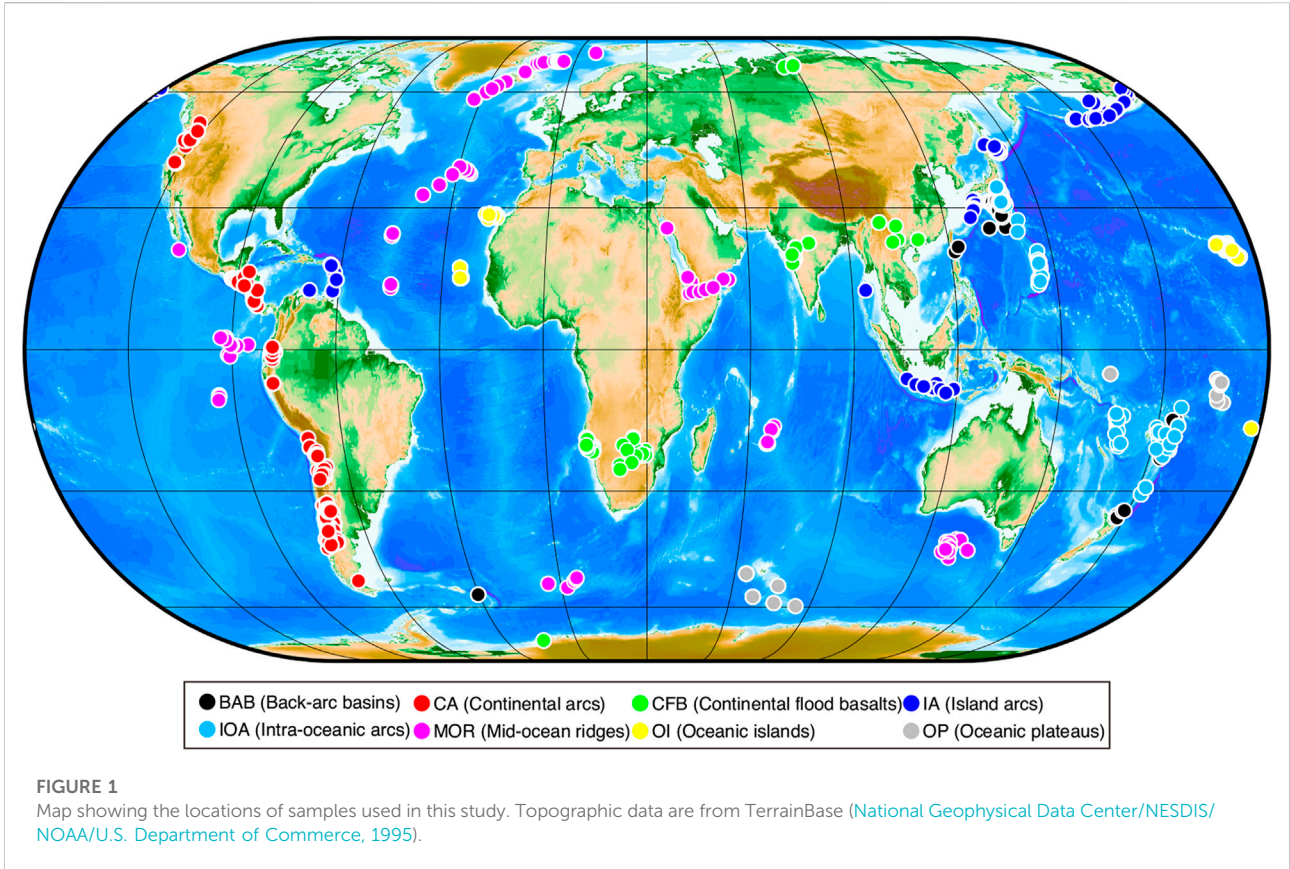 BAB (Back-arc basins) CA (Continental arcs) CFB (Continental flood basalts) IA (Island arcs)
IOA (Intra-oceanic arcs) MOR (Mid-ocean ridges) OI (Oceanic islands) OP (Oceanic plateaus)
FIGURE 1
Map showing the locations of samples used in this study. Topographic data are from TerrainBase (National Geophysical Data Center/NESDIS/
NOAA/U.S. Department of Commerce, 1995).